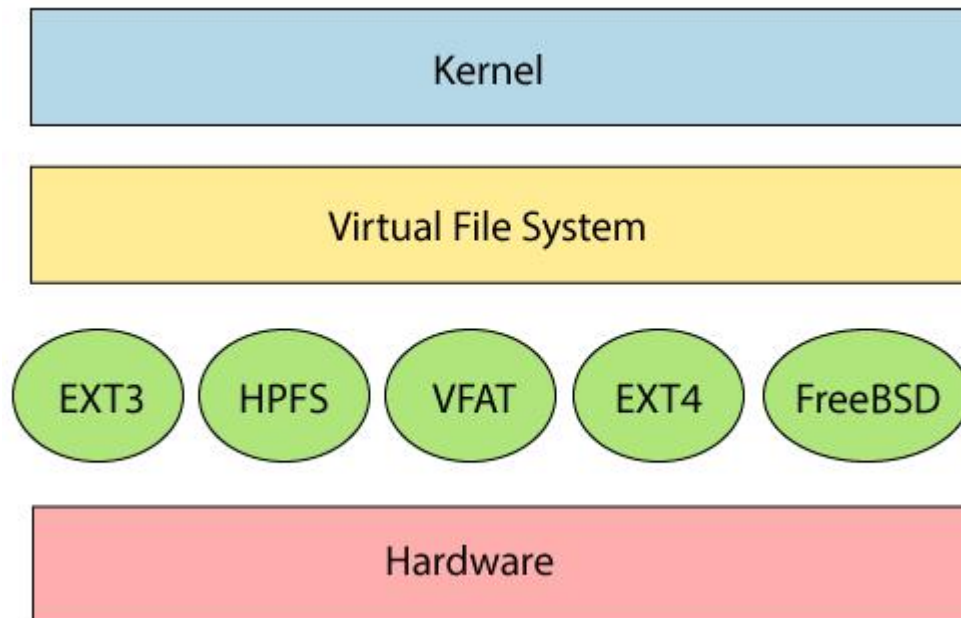 Kernel
Virtual File System
EXT3 HPFS VFAT EXT4 FreeBSD
Hardware